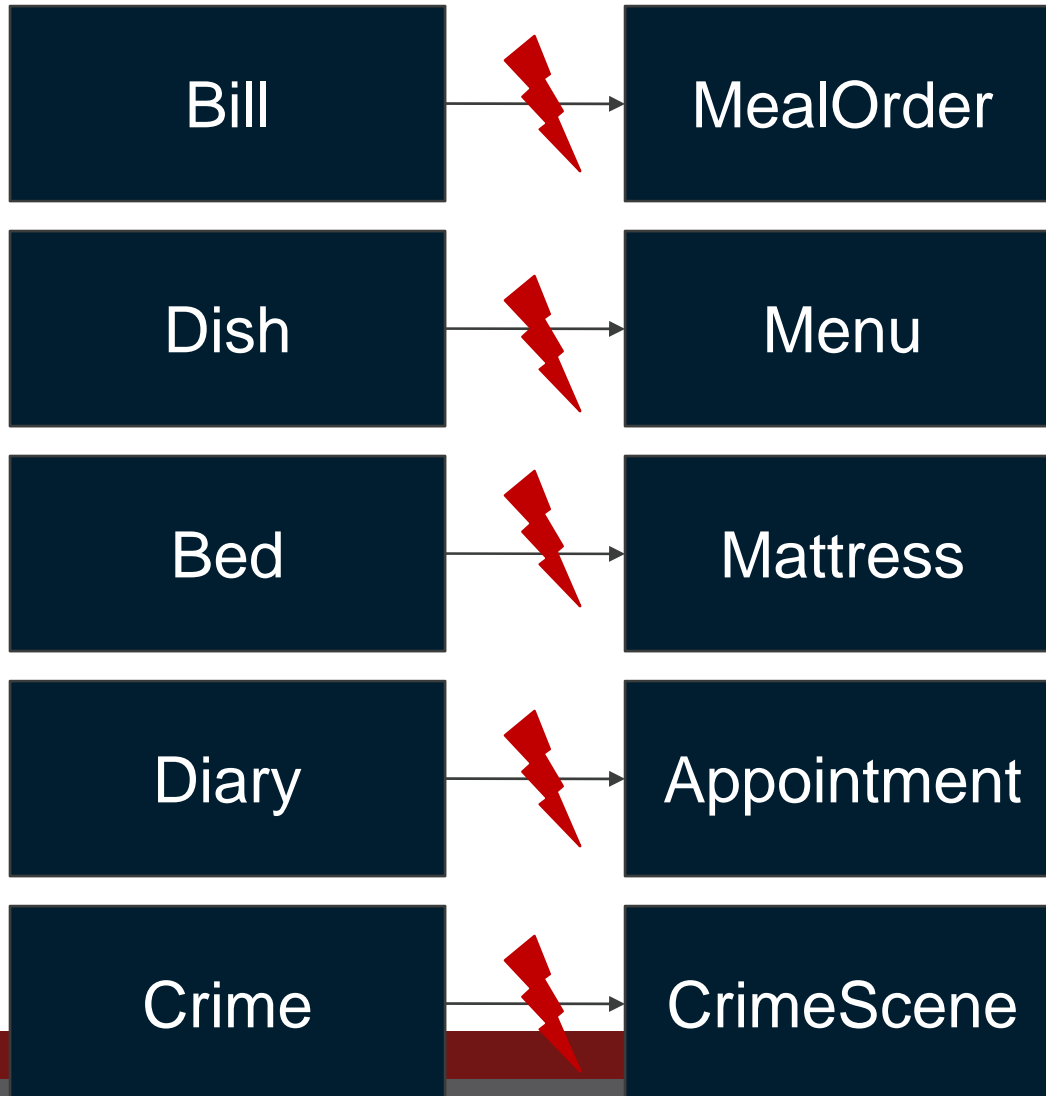 Bill
MealOrder
Dish
Menu
Bed
Mattress
Diary
Appointment
Crime
CrimeScene